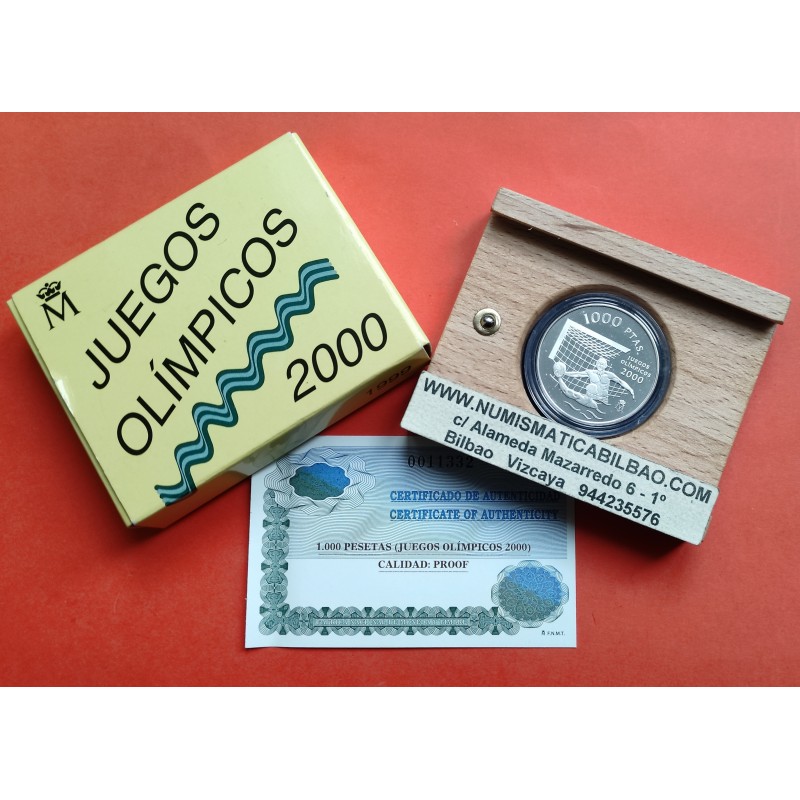 M
JUEGOS
OLÍMPICOS
2000
1999
1000 PTAS
JUEGOS
OLIMPICOS
2000
M
WWW.NUMISMATICABILBAO.COM
c/ Alameda Mazarredo 6 - 1º
Bilbao Vizcaya 944235576
0011332
CERTIFICADO DE AUTENTICIDAD
CERTIFICATE OF AUTHENTICITY
1.000 PESETAS (JUEGOS OLÍMPICOS 2000)
CALIDAD: PROOF
F.N.M.T.